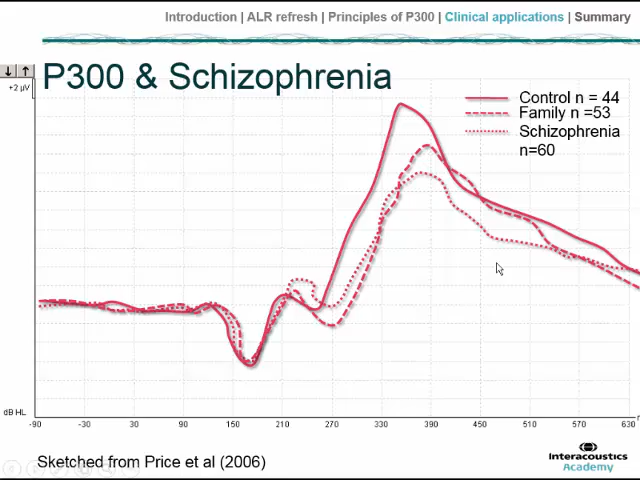 Introduction | ALR refresh | Principles of P300 | Clinical applications | Summary
P300 & Schizophrenia
+2 µV
Control n = 44
Family n =53
Schizophrenia
n=60
dB HL
-90 -30 30 90 150 210 270 330 390 450 510 570 630
Sketched from Price et al (2006)
Interacoustics
Academy